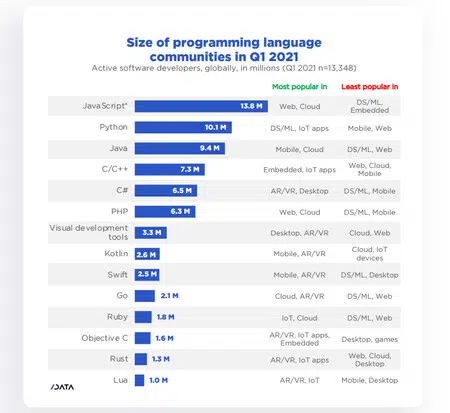 Size of programming language
communities in Q1 2021
Active software developers, globally, in millions (Q1 2021 n=13,348)
Most popular in Least popular in
JavaScript* 13.8 M Web, Cloud DS/ML, Embedded
Python 10.1 M DS/ML, IoT apps Mobile, Web
Java 9.4 M Mobile, Cloud DS/ML, Web
C/C++ 7.3 M Embedded, IoT apps Web, Cloud, Mobile
C# 6.5 M AR/VR, Desktop DS/ML, Mobile
PHP 6.3 M Web, Cloud DS/ML, Mobile
Visual development tools 3.3 M Desktop, AR/VR Cloud, Web
Kotlin 2.6 M Mobile, AR/VR Cloud, IoT devices
Swift 2.5 M Mobile, AR/VR DS/ML, Desktop
Go 2.1 M Cloud, AR/VR DS/ML, Web
Ruby 1.8 M IoT, Cloud DS/ML, Web
Objective C 1.6 M AR/VR, IoT apps, Embedded Desktop, games
Rust 1.3 M AR/VR, IoT apps Web, Cloud, Desktop
Lua 1.0 M AR/VR, IoT Mobile, Desktop
/DATA